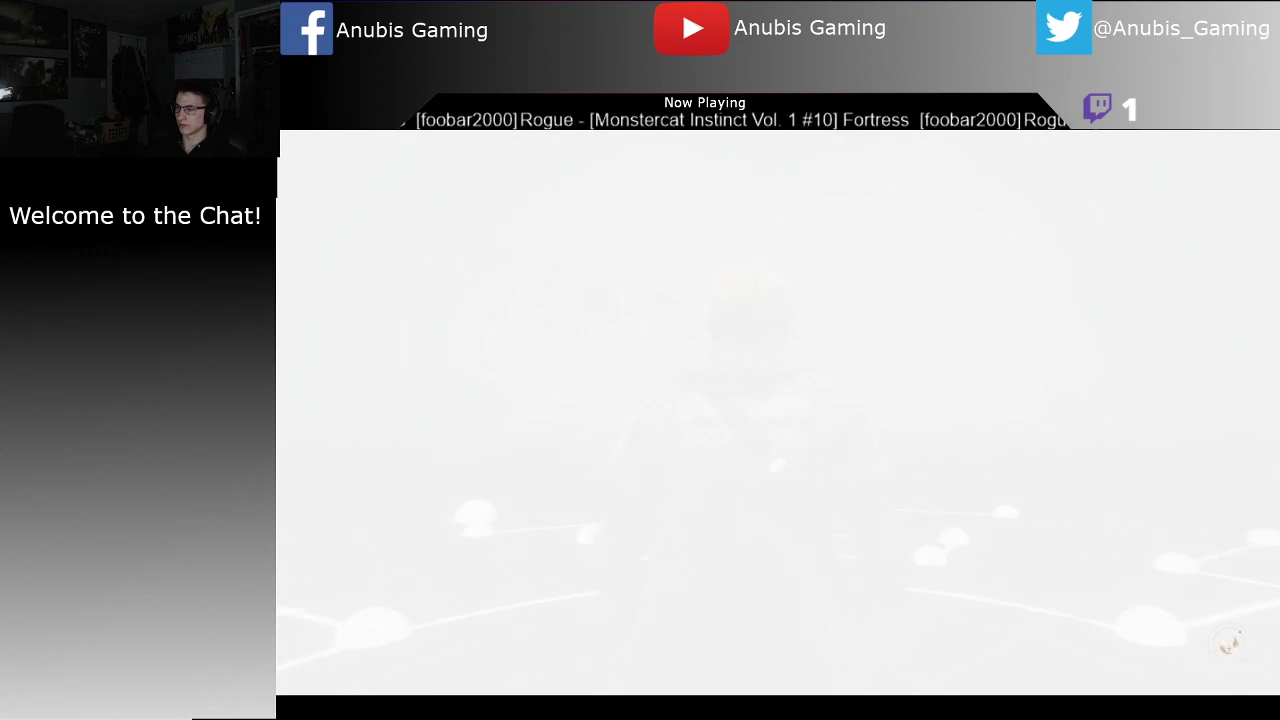 Anubis Gaming
Anubis Gaming
@Anubis_Gaming
Now Playing
[foobar2000] Rogue - [Monstercat Instinct Vol. 1 #10] Fortress [foobar2000] Rogu
1
Welcome to the Chat!